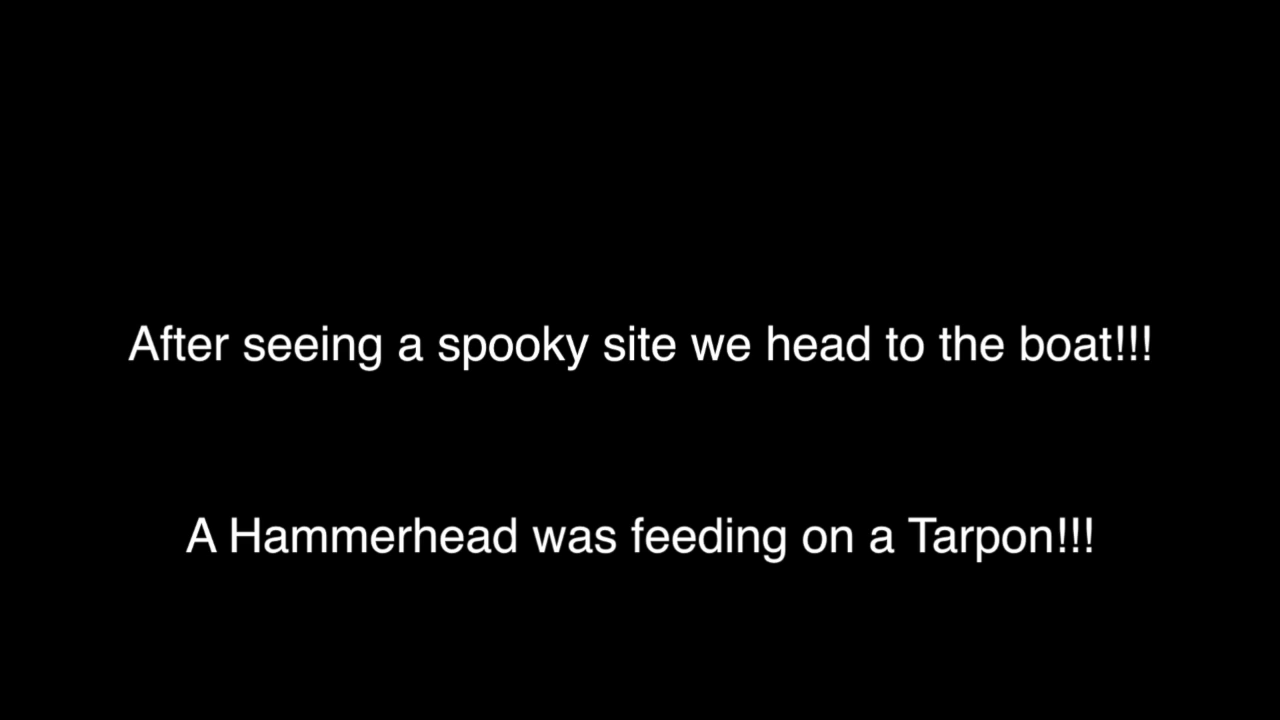 After seeing a spooky site we head to the boat!!!
A Hammerhead was feeding on a Tarpon!!!